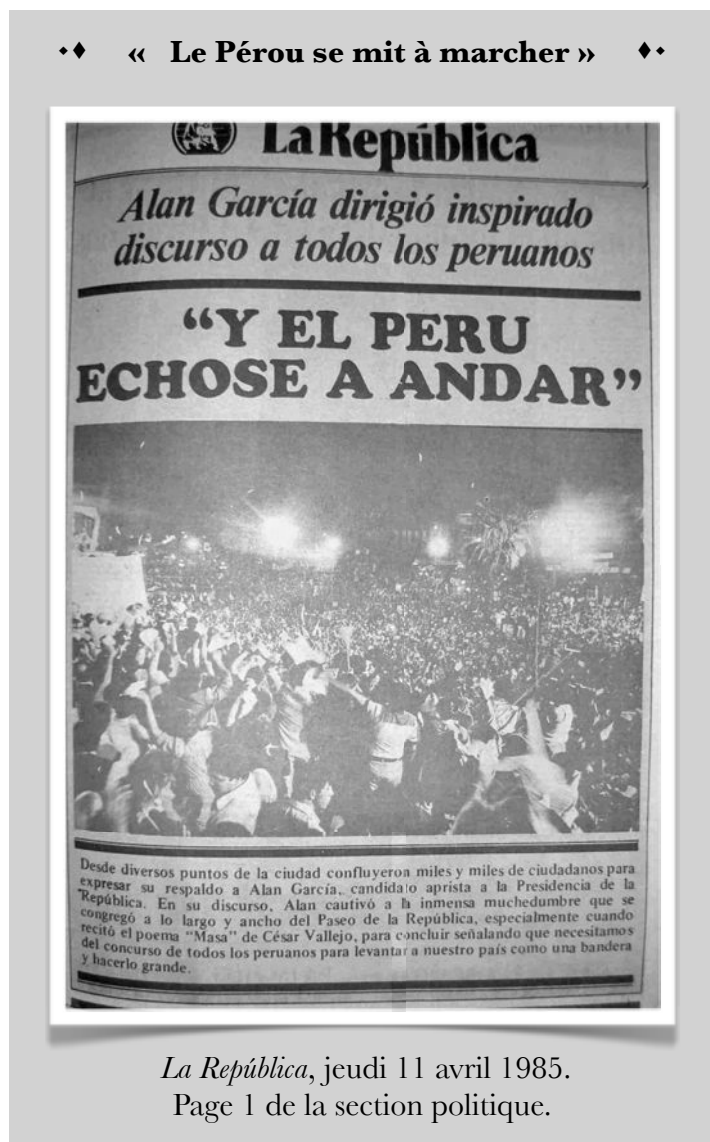 « Le Pérou se mit à marcher »
La República
Alan García dirigió inspirado
discurso a todos los peruanos
“Y EL PERU
ECHOSE A ANDAR”
Desde diversos puntos de la ciudad confluyeron miles y miles de ciudadanos para
expresar su respaldo a Alan García, candidato aprista a la Presidencia de la
República. En su discurso, Alan cautivó a la inmensa muchedumbre que se
congregó a lo largo y ancho del Paseo de la República, especialmente cuando
recitó el poema “Masa” de César Vallejo, para concluir señalando que necesitamos
del concurso de todos los peruanos para levantar a nuestro país como una bandera
y hacerlo grande.
La República, jeudi 11 avril 1985.
Page 1 de la section politique.